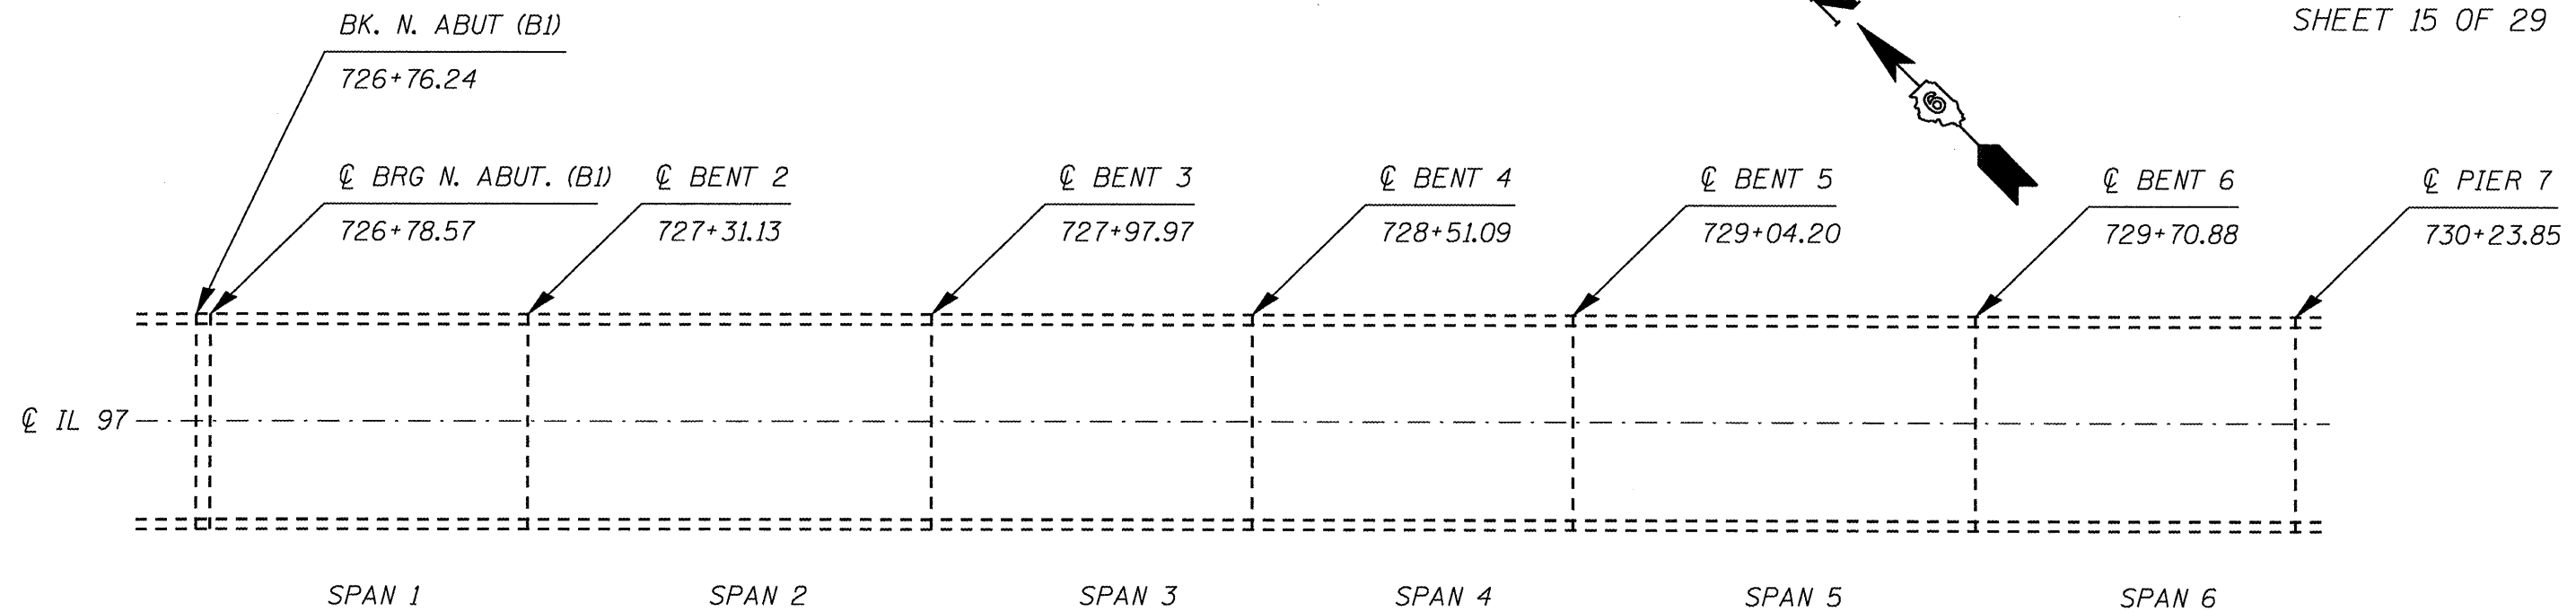 SHEET 15 OF 29
BK. N. ABUT (B1)
726+76.24
℄ BRG N. ABUT. (B1)
726+78.57
℄ BENT 2
727+31.13
℄ BENT 3
727+97.97
℄ BENT 4
728+51.09
℄ BENT 5
729+04.20
℄ BENT 6
729+70.88
℄ PIER 7
730+23.85
℄ IL 97
SPAN 1
SPAN 2
SPAN 3
SPAN 4
SPAN 5
SPAN 6